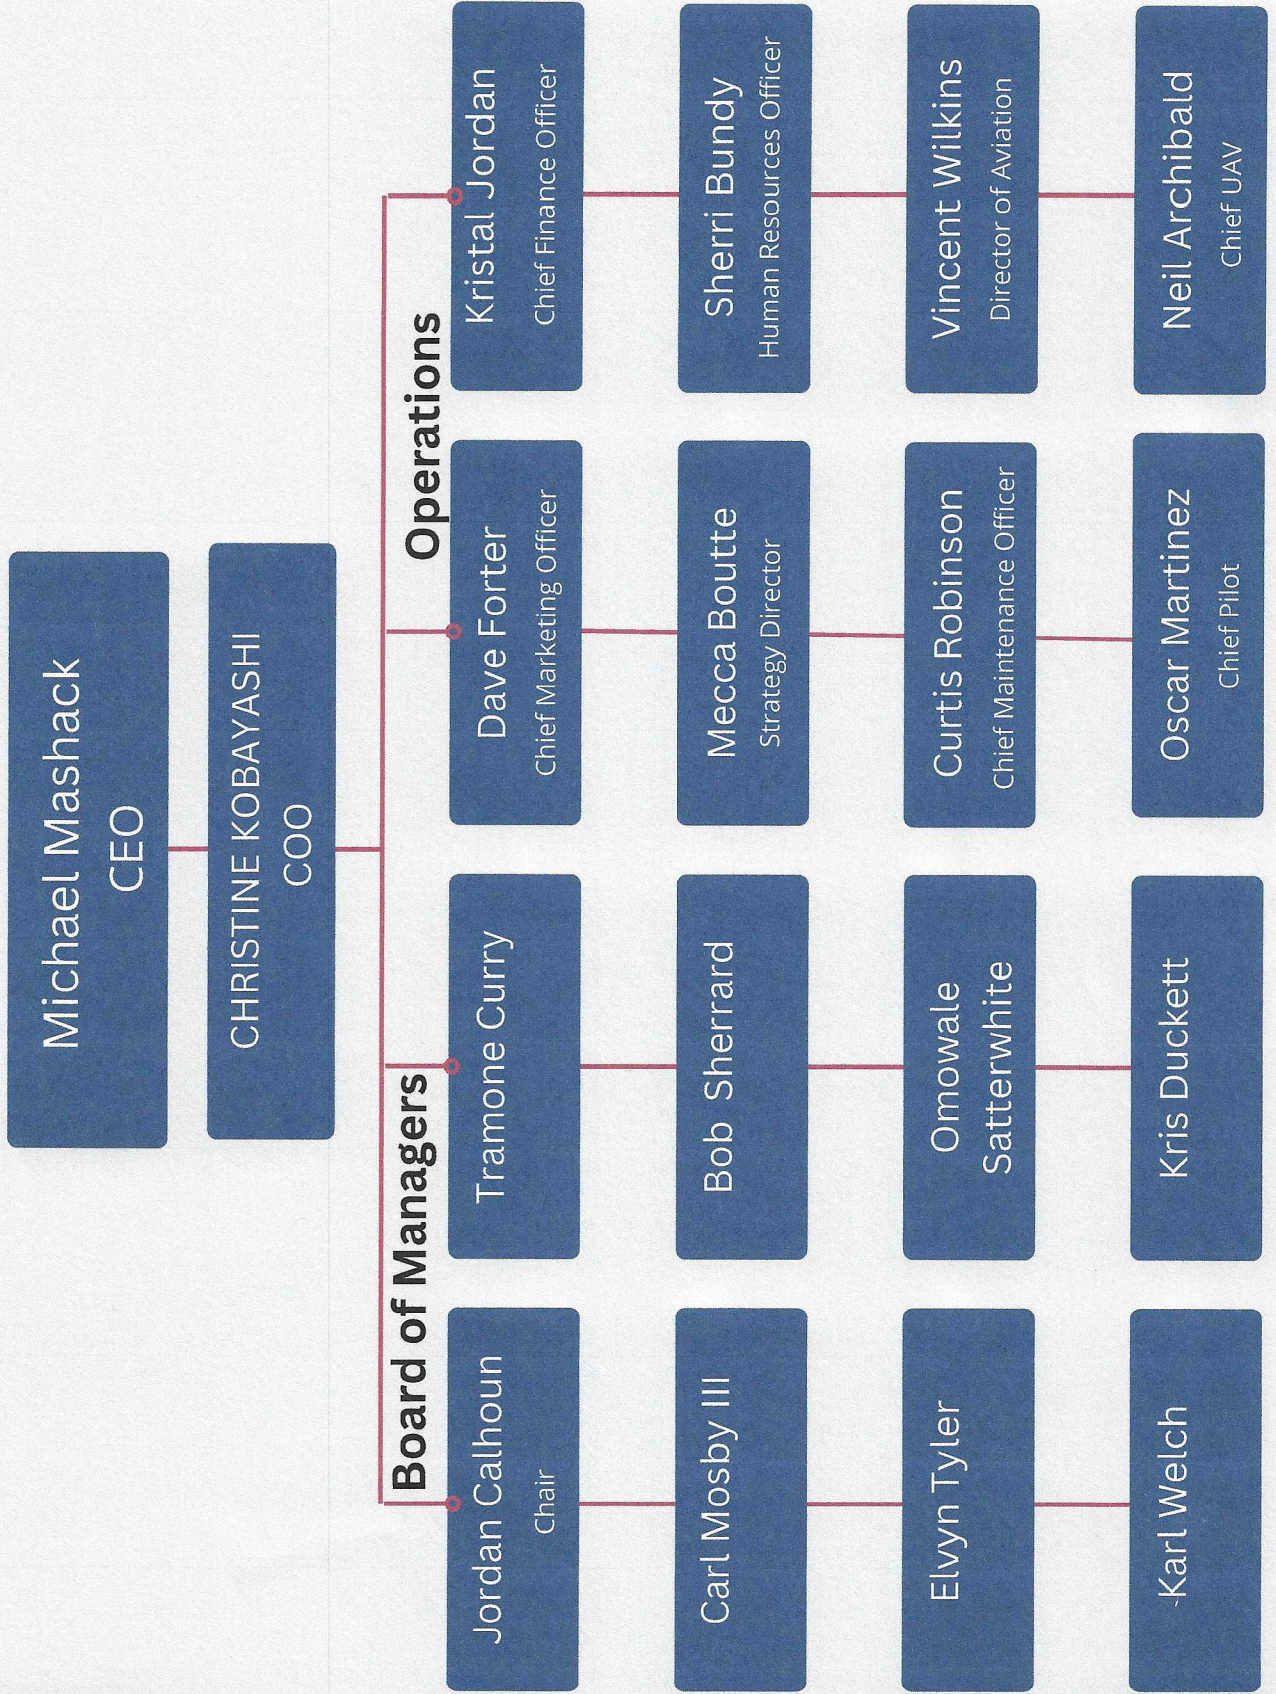 Michael Mashack
CEO
CHRISTINE KOBAYASHI
COO
Board of Managers
Operations
Jordan Calhoun
Chair
Tramone Curry
Dave Forter
Chief Marketing Officer
Kristal Jordan
Chief Finance Officer
Carl Mosby III
Bob Sherrard
Mecca Boutte
Strategy Director
Sherri Bundy
Human Resources Officer
Elvyn Tyler
Omowale
Satterwhite
Curtis Robinson
Chief Maintenance Officer
Vincent Wilkins
Director of Aviation
-Karl Welch
Kris Duckett
Oscar Martinez
Chief Pilot
Neil Archibald
Chief UAV